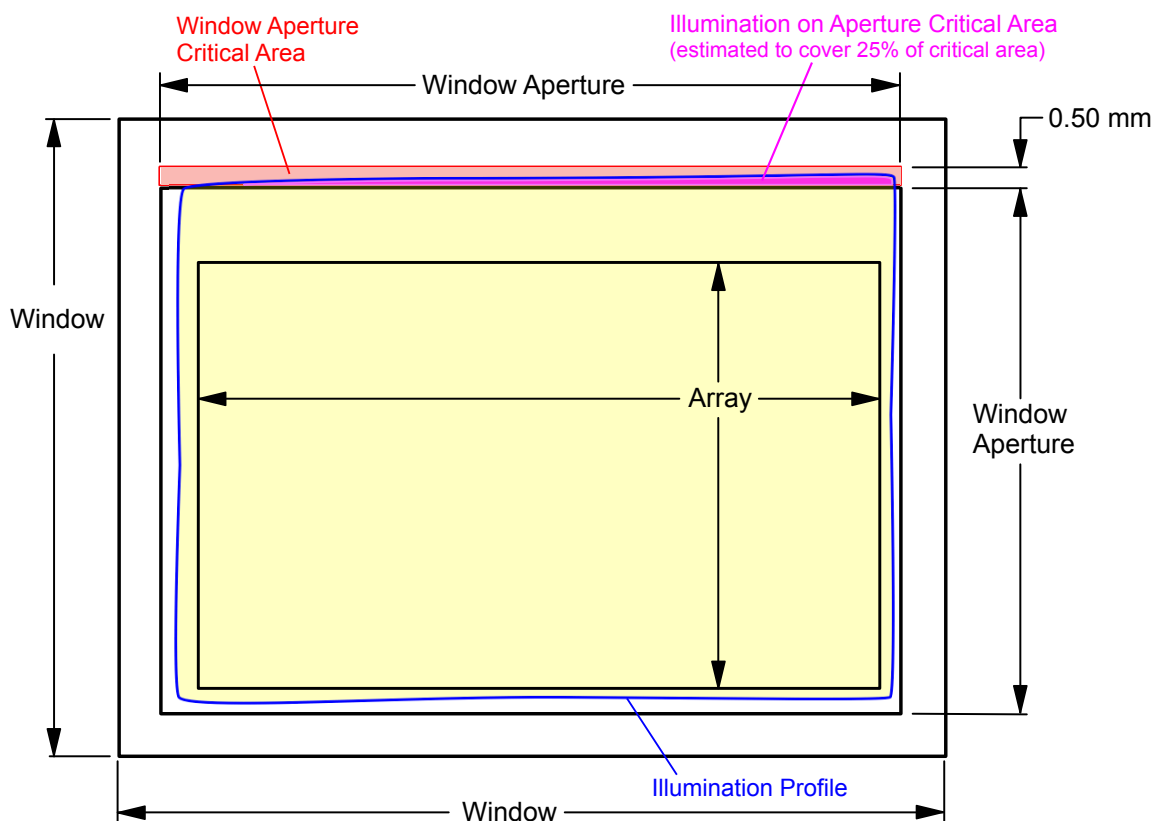 Window Aperture
Critical Area
Illumination on Aperture Critical Area
(estimated to cover 25% of critical area)
Window Aperture
0.50 mm
Window
Array
Window
Aperture
Illumination Profile
Window